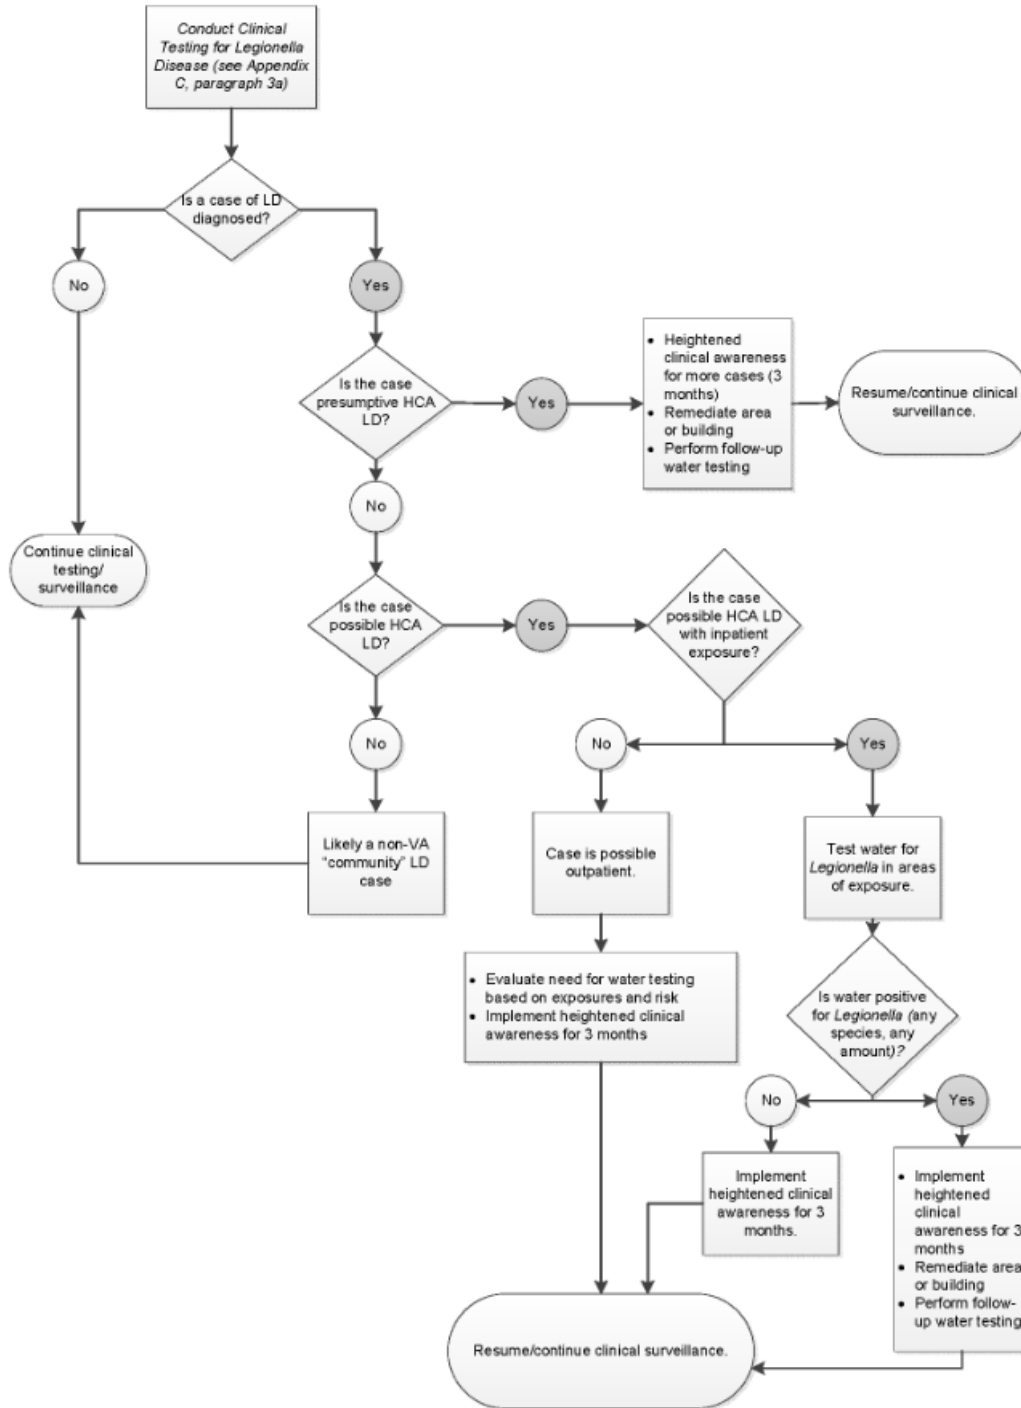 Conduct Clinical
Testing for Legionella
Disease (see Appendix
C, paragraph 3a)
Is a case of LD
diagnosed?
No
Yes
Is the case
presumptive HCA
LD?
Yes
• Heightened
clinical awareness
for more cases (3
months)
• Remediate area
or building
• Perform follow-up
water testing
Resume/continue clinical
surveillance.
No
Continue clinical
testing/
surveillance
Is the case
possible HCA
LD?
Yes
Is the case
possible HCA LD
with inpatient
exposure?
No
No
Yes
Likely a non-VA
"community" LD
case
Case is possible
outpatient.
Test water for
Legionella in areas
of exposure.
• Evaluate need for water testing
based on exposures and risk
• Implement heightened clinical
awareness for 3 months
Is water positive
for Legionella (any
species, any
amount)?
No
Yes
Implement
heightened clinical
awareness for 3
months.
• Implement
heightened
clinical
awareness for 3
months
• Remediate area
or building
• Perform follow-
up water testing
Resume/continue clinical surveillance.